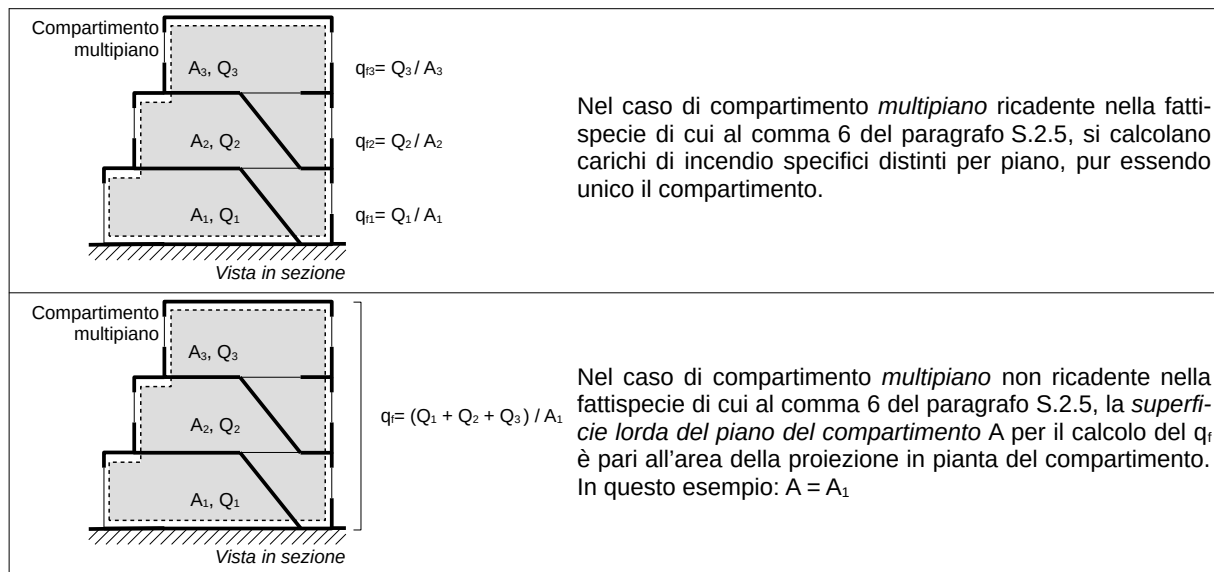 Compartimento
multipiano
A₃, Q₃
q_f₃= Q₃ / A₃
A₂, Q₂
q_f₂= Q₂ / A₂
A₁, Q₁
q_f₁= Q₁ / A₁
Vista in sezione
Nel caso di compartimento multipiano ricadente nella fatti-
specie di cui al comma 6 del paragrafo S.2.5, si calcolano
carichi di incendio specifici distinti per piano, pur essendo
unico il compartimento.
Compartimento
multipiano
A₃, Q₃
A₂, Q₂
q_f= (Q₁ + Q₂ + Q₃) / A₁
A₁, Q₁
Vista in sezione
Nel caso di compartimento multipiano non ricadente nella
fattispecie di cui al comma 6 del paragrafo S.2.5, la superfi-
cie lorda del piano del compartimento A per il calcolo del q_f
è pari all'area della proiezione in pianta del compartimento.
In questo esempio: A = A₁